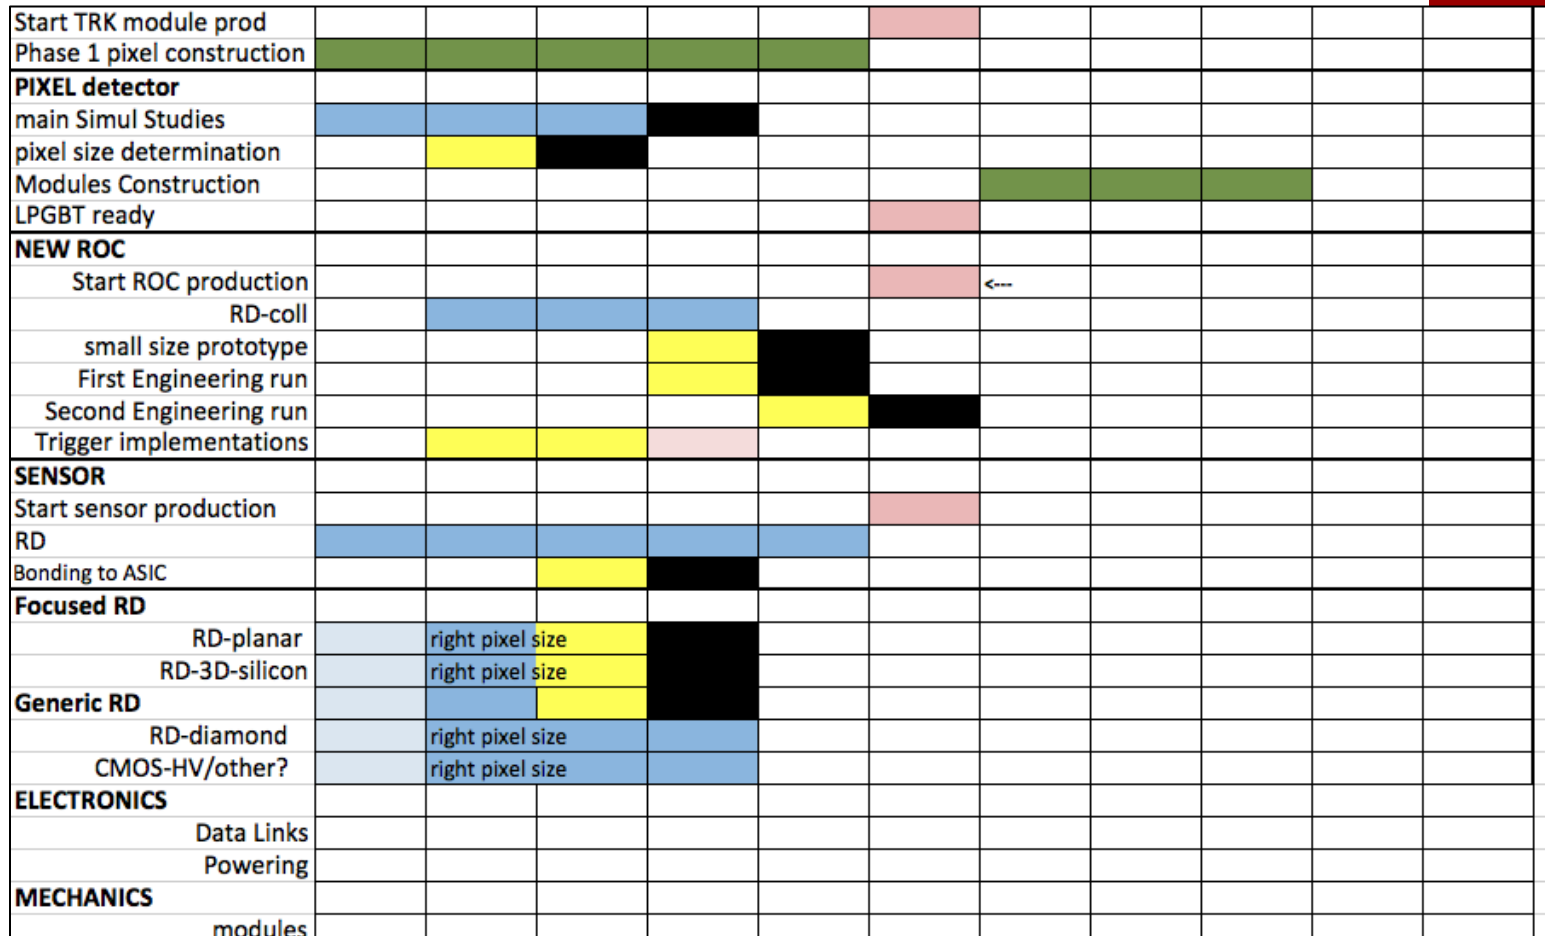 Start TRK module prod
Phase 1 pixel construction
PIXEL detector
main Simul Studies
pixel size determination
Modules Construction
LPGBT ready
NEW ROC
Start ROC production <---
RD-coll
small size prototype
First Engineering run
Second Engineering run
Trigger implementations
SENSOR
Start sensor production
RD
Bonding to ASIC
Focused RD
RD-planar right pixel size
RD-3D-silicon right pixel size
Generic RD
RD-diamond right pixel size
CMOS-HV/other? right pixel size
ELECTRONICS
Data Links
Powering
MECHANICS
modules